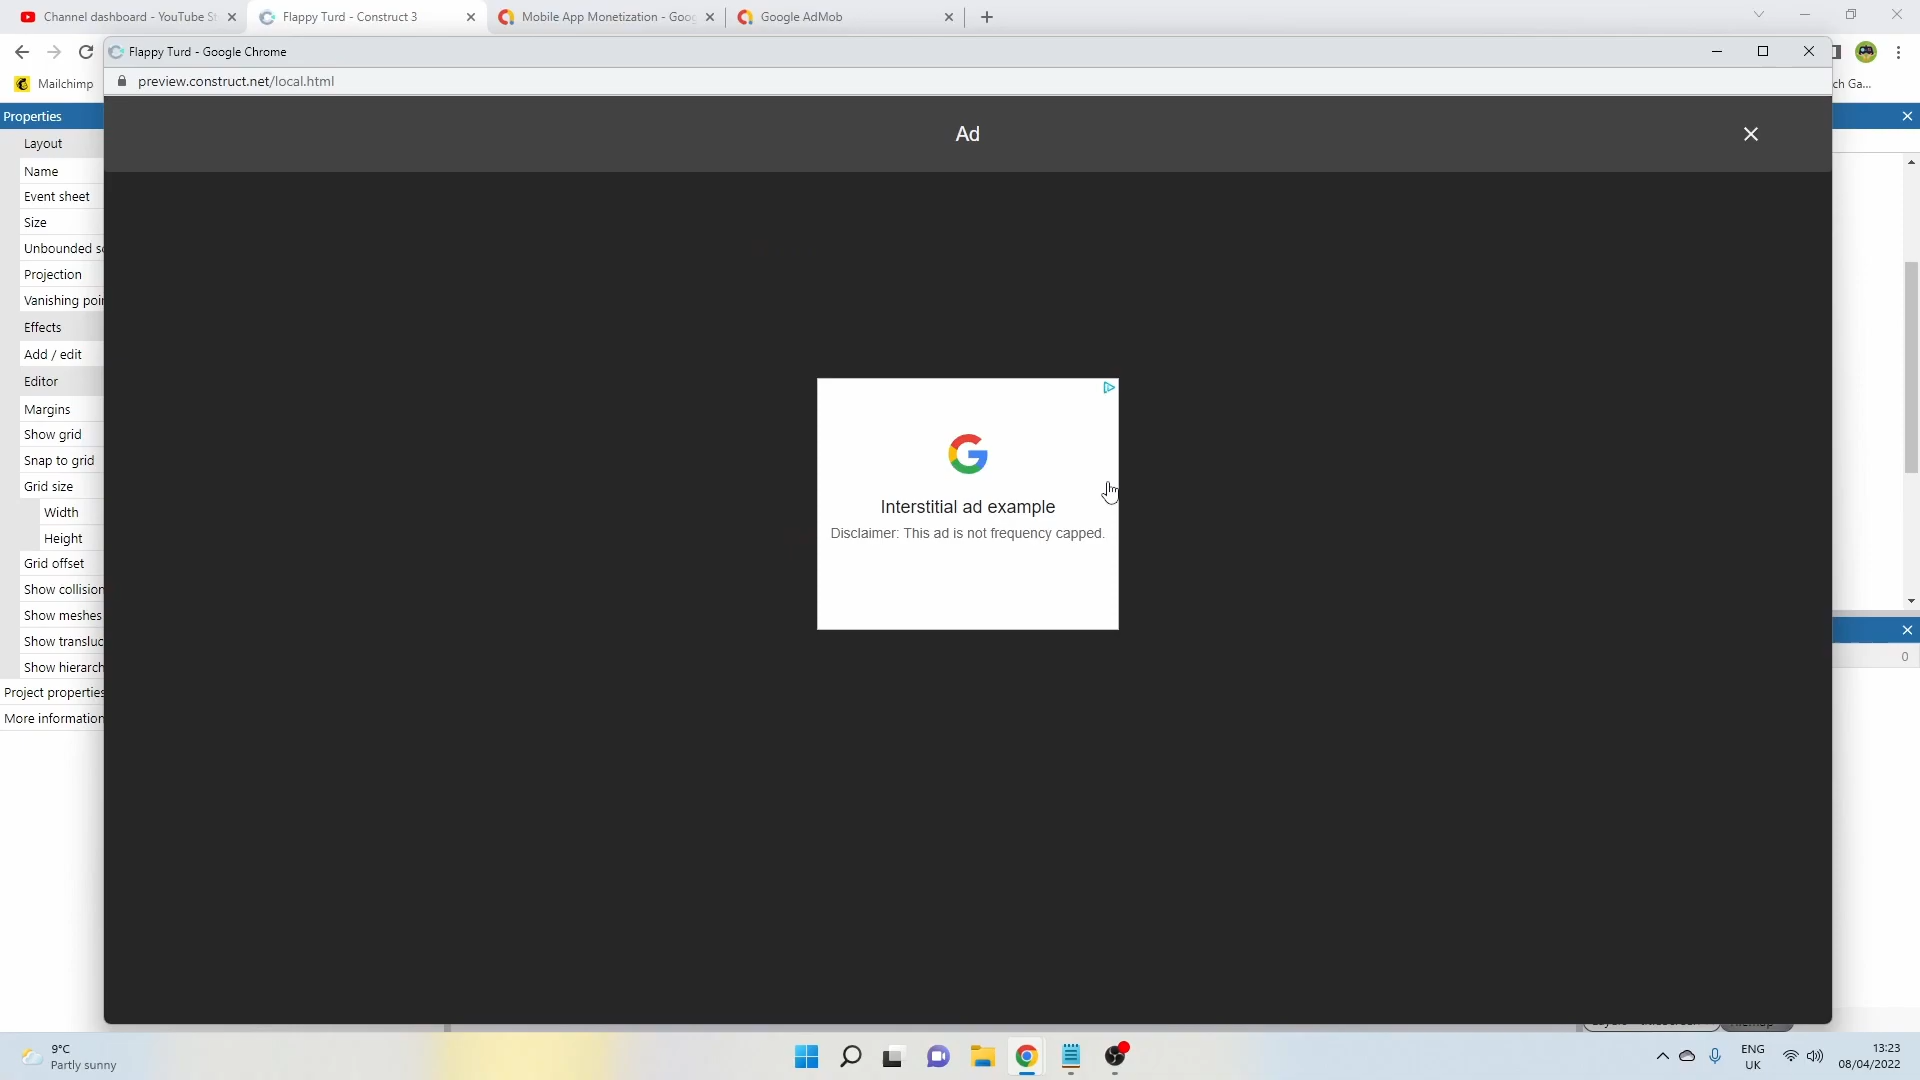 Channel dashboard - YouTube St
Flappy Turd - Construct 3
Mobile App Monetization - Goog
Google AdMob
Flappy Turd - Google Chrome
Mailchimp
preview.construct.net/local.html
ch Ga...
Properties
Ad
Layout
Name
Event sheet
Size
Unbounded sc
Projection
Vanishing poin
Effects
Add / edit
Editor
Margins
Show grid
Snap to grid
Grid size
Width
Height
Grid offset
Show collision
Show meshes
Show transluc
Show hierarch
Project properties
More information
Interstitial ad example
Disclaimer: This ad is not frequency capped.
0
9°C
Partly sunny
ENG
UK
13:23
08/04/2022